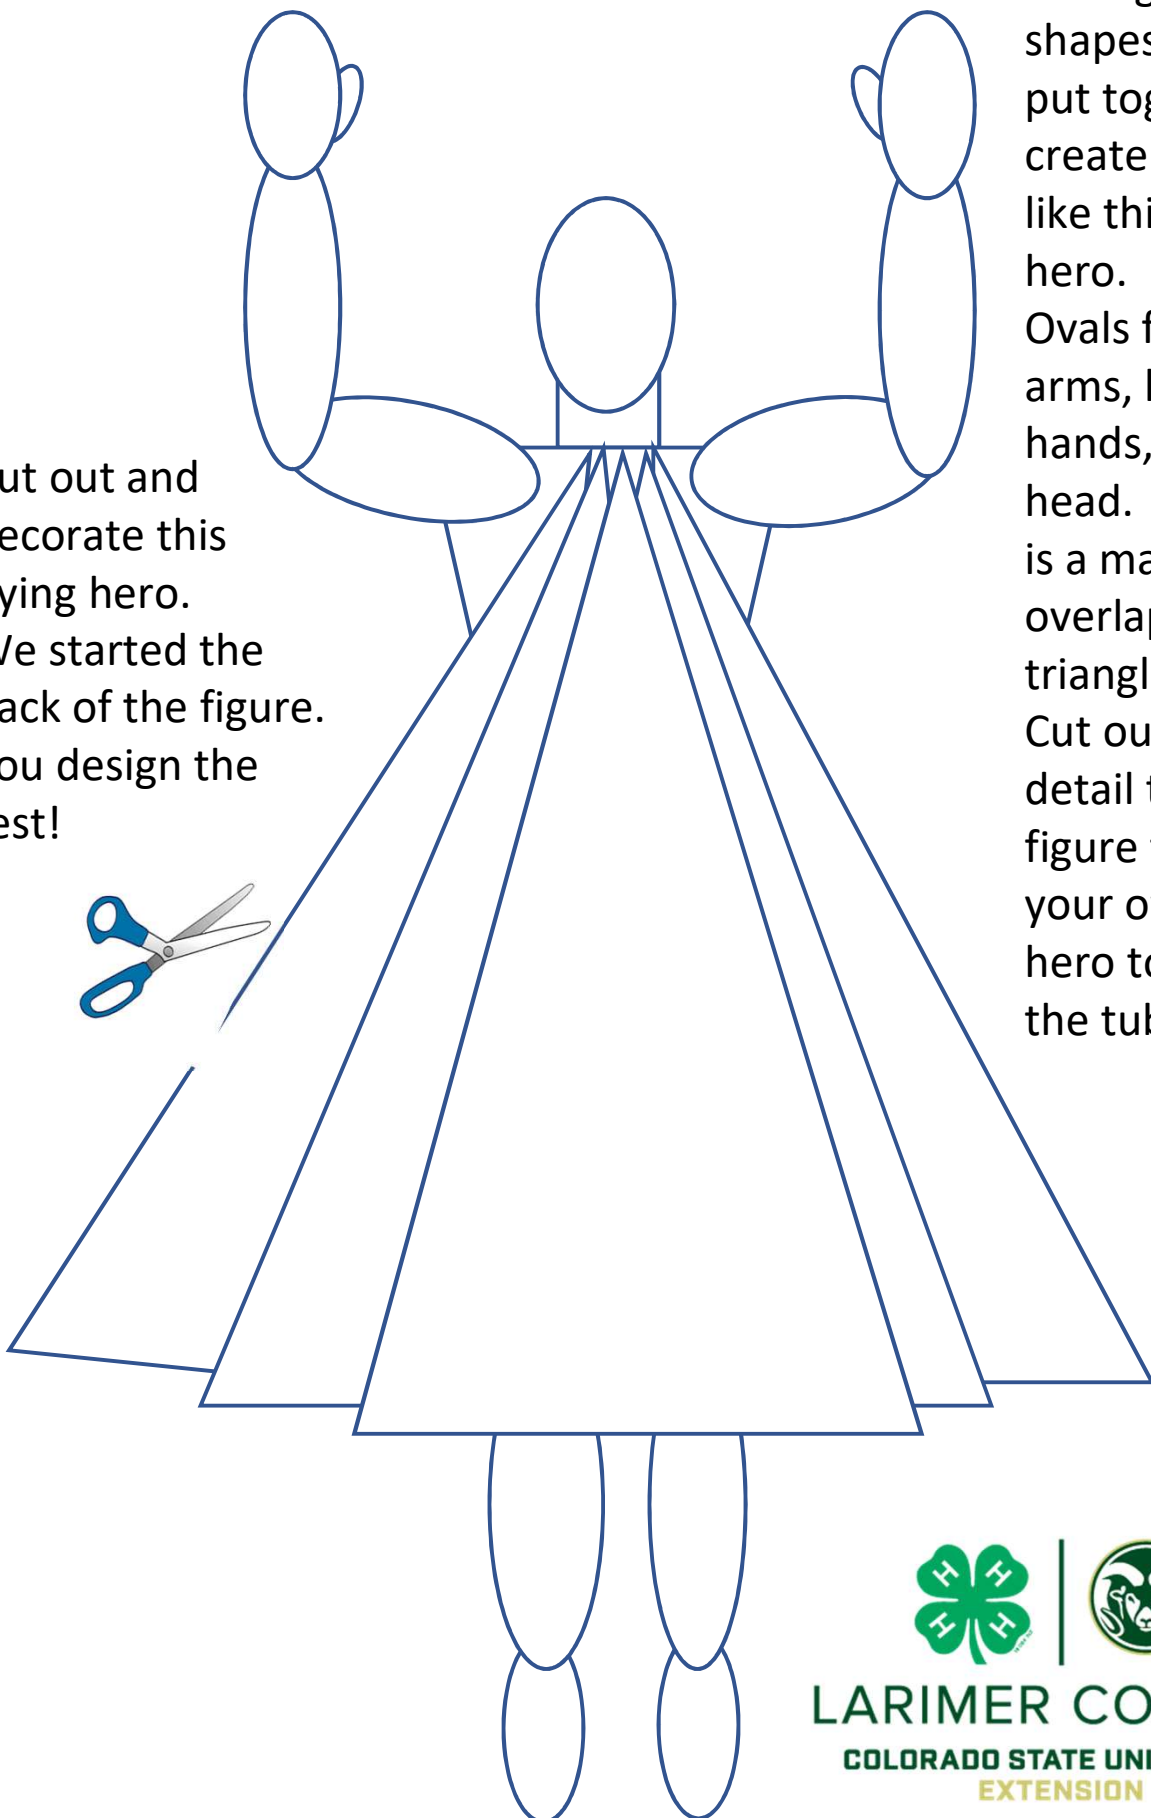 ut out and
ecorate this
ying hero.
We started the
ack of the figure.
ou design the
est!
shapes
put tog
create
like thi
hero.
Ovals f
arms, l
hands,
head.
is a ma
overlap
triangl
Cut ou
detail t
figure
your o
hero to
the tub
H H
H H
LARIMER CO
COLORADO STATE UNI
EXTENSION